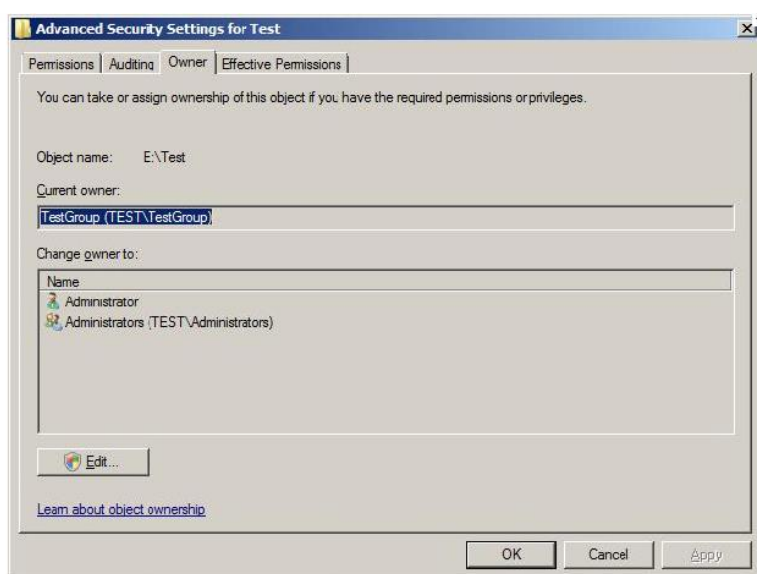 Advanced Security Settings for Test
Permissions Auditing Owner Effective Permissions
You can take or assign ownership of this object if you have the required permissions or privileges.
Object name: E:\Test
Current owner:
TestGroup (TEST\TestGroup)
Change owner to:
Name
Administrator
Administrators (TEST\Administrators)
Edit...
Learn about object ownership
OK Cancel Apply